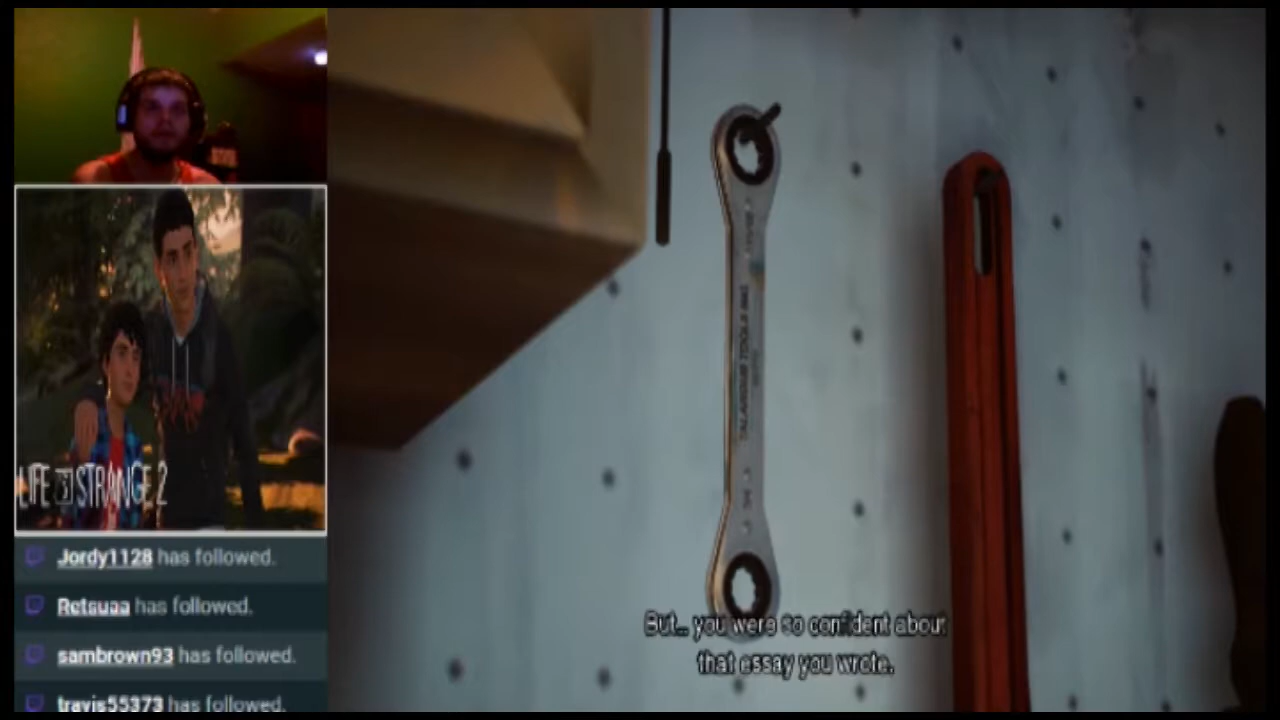 LIFE IS STRANGE 2
Jordy1128 has followed.
Retsuaa has followed.
sambrown93 has followed.
travis55373 has followed.
But... you were so confident about
that essay you wrote.